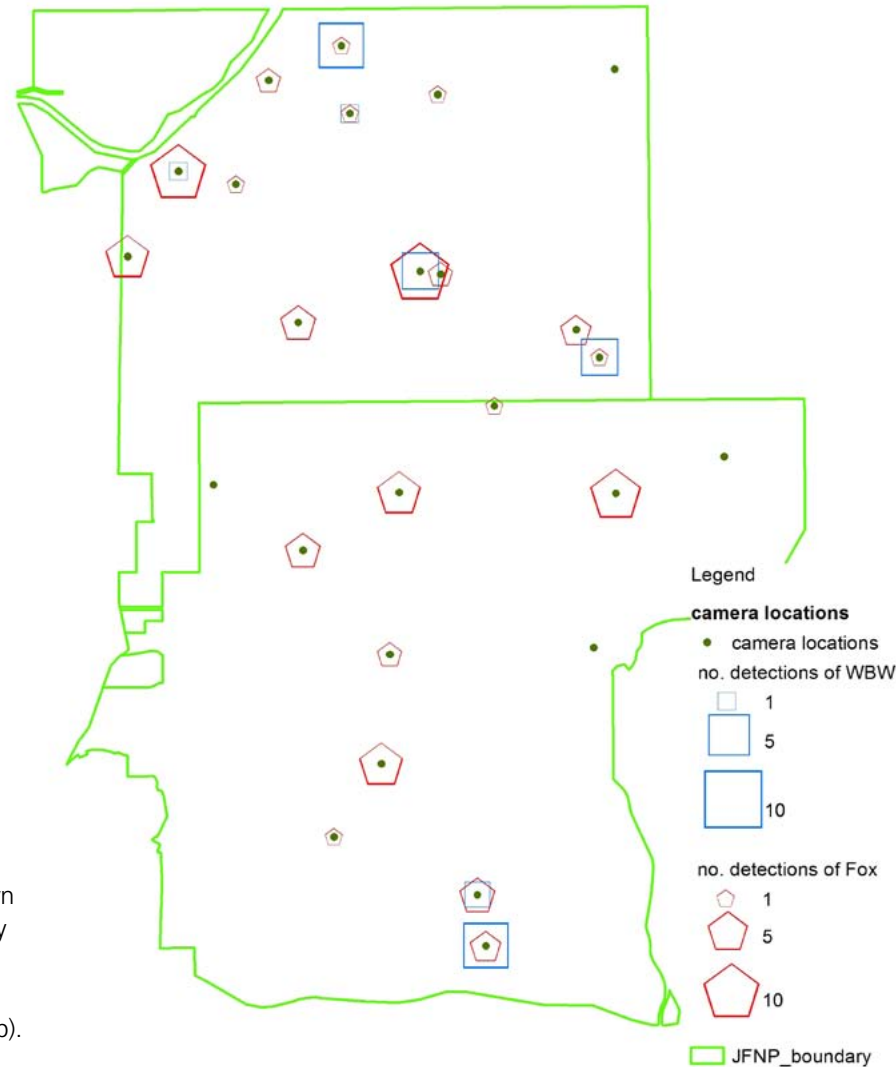 Legend
camera locations
camera locations
no. detections of WBW
1
5
10
no. detections of Fox
1
5
10
JFNP_boundary